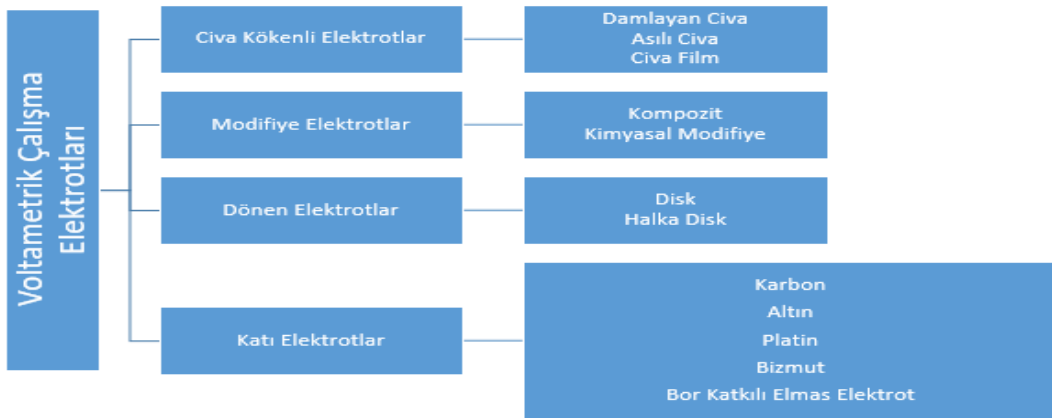 Voltametrik Çalışma
Elektrotları
Civa Kökenli Elektrotlar
Damlayan Civa
Asılı Civa
Civa Film
Modifiye Elektrotlar
Kompozit
Kimyasal Modifiye
Dönen Elektrotlar
Disk
Halka Disk
Katı Elektrotlar
Karbon
Altın
Platin
Bizmut
Bor Katkılı Elmas Elektrot